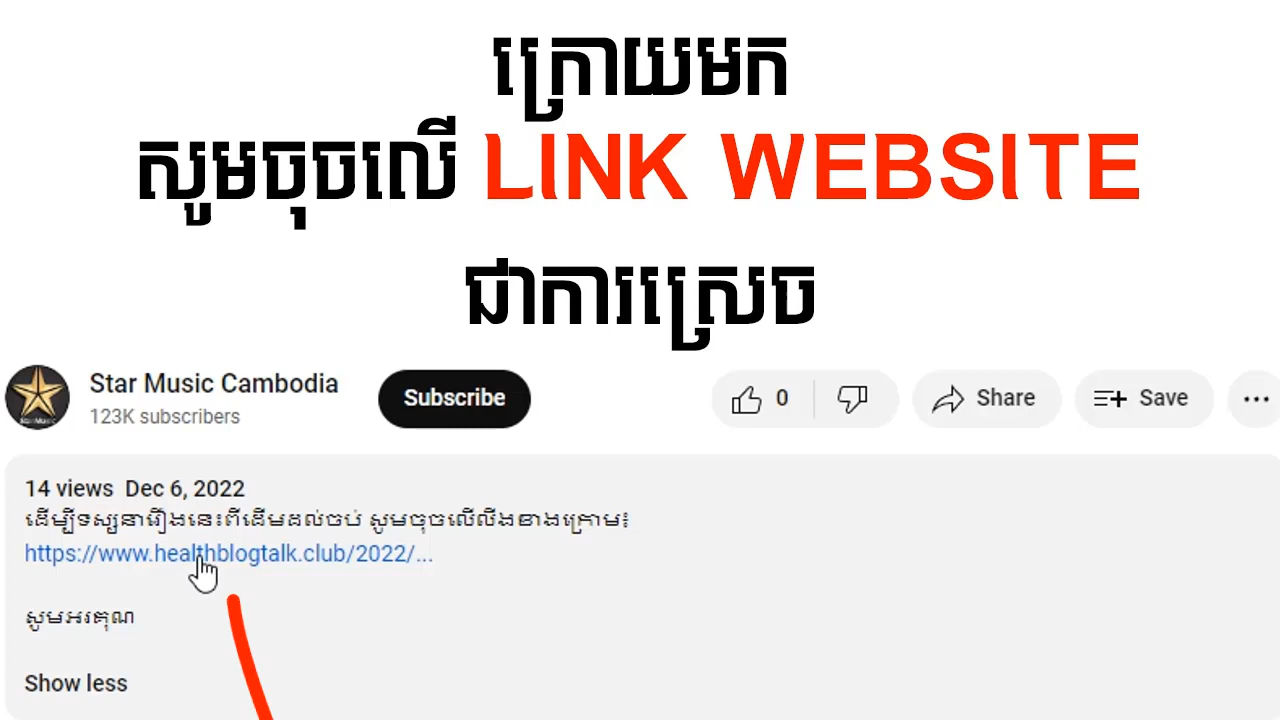 ក្រោយមក
សូមចុចលើ LINK WEBSITE
ជាការស្រេច
Star Music Cambodia
123K subscribers
Subscribe
0
Share
Save
14 views Dec 6, 2022
ដើម្បីទស្សនារឿងនេះពីដើមដល់ចប់ សូមចុចលើលីងខាងក្រោម៖
https://www.healthblogtalk.club/2022/...
សូមអរគុណ
Show less